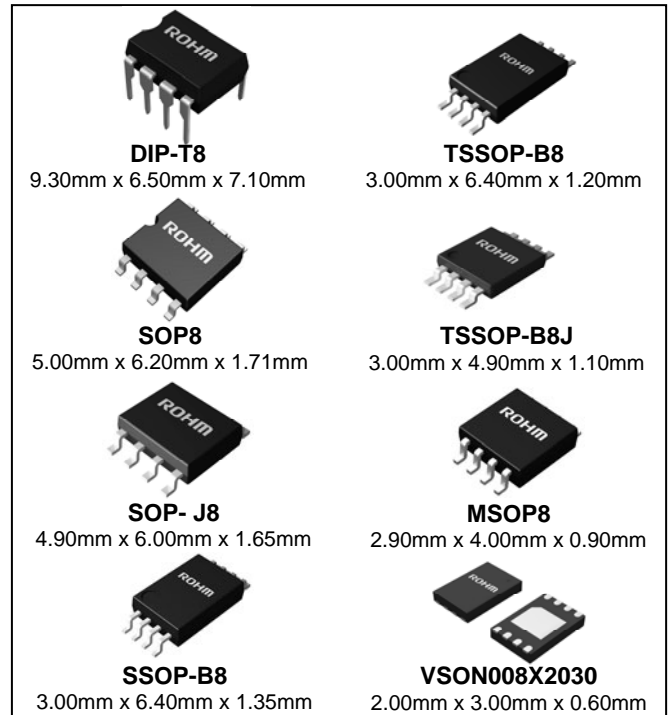 ROHM
DIP-T8
9.30mm x 6.50mm x 7.10mm
ROHM
TSSOP-B8
3.00mm x 6.40mm x 1.20mm
ROHM
SOP8
5.00mm x 6.20mm x 1.71mm
ROHM
TSSOP-B8J
3.00mm x 4.90mm x 1.10mm
ROHM
SOP- J8
4.90mm x 6.00mm x 1.65mm
ROHM
MSOP8
2.90mm x 4.00mm x 0.90mm
ROHM
SSOP-B8
3.00mm x 6.40mm x 1.35mm
ROHM
VSON008X2030
2.00mm x 3.00mm x 0.60mm